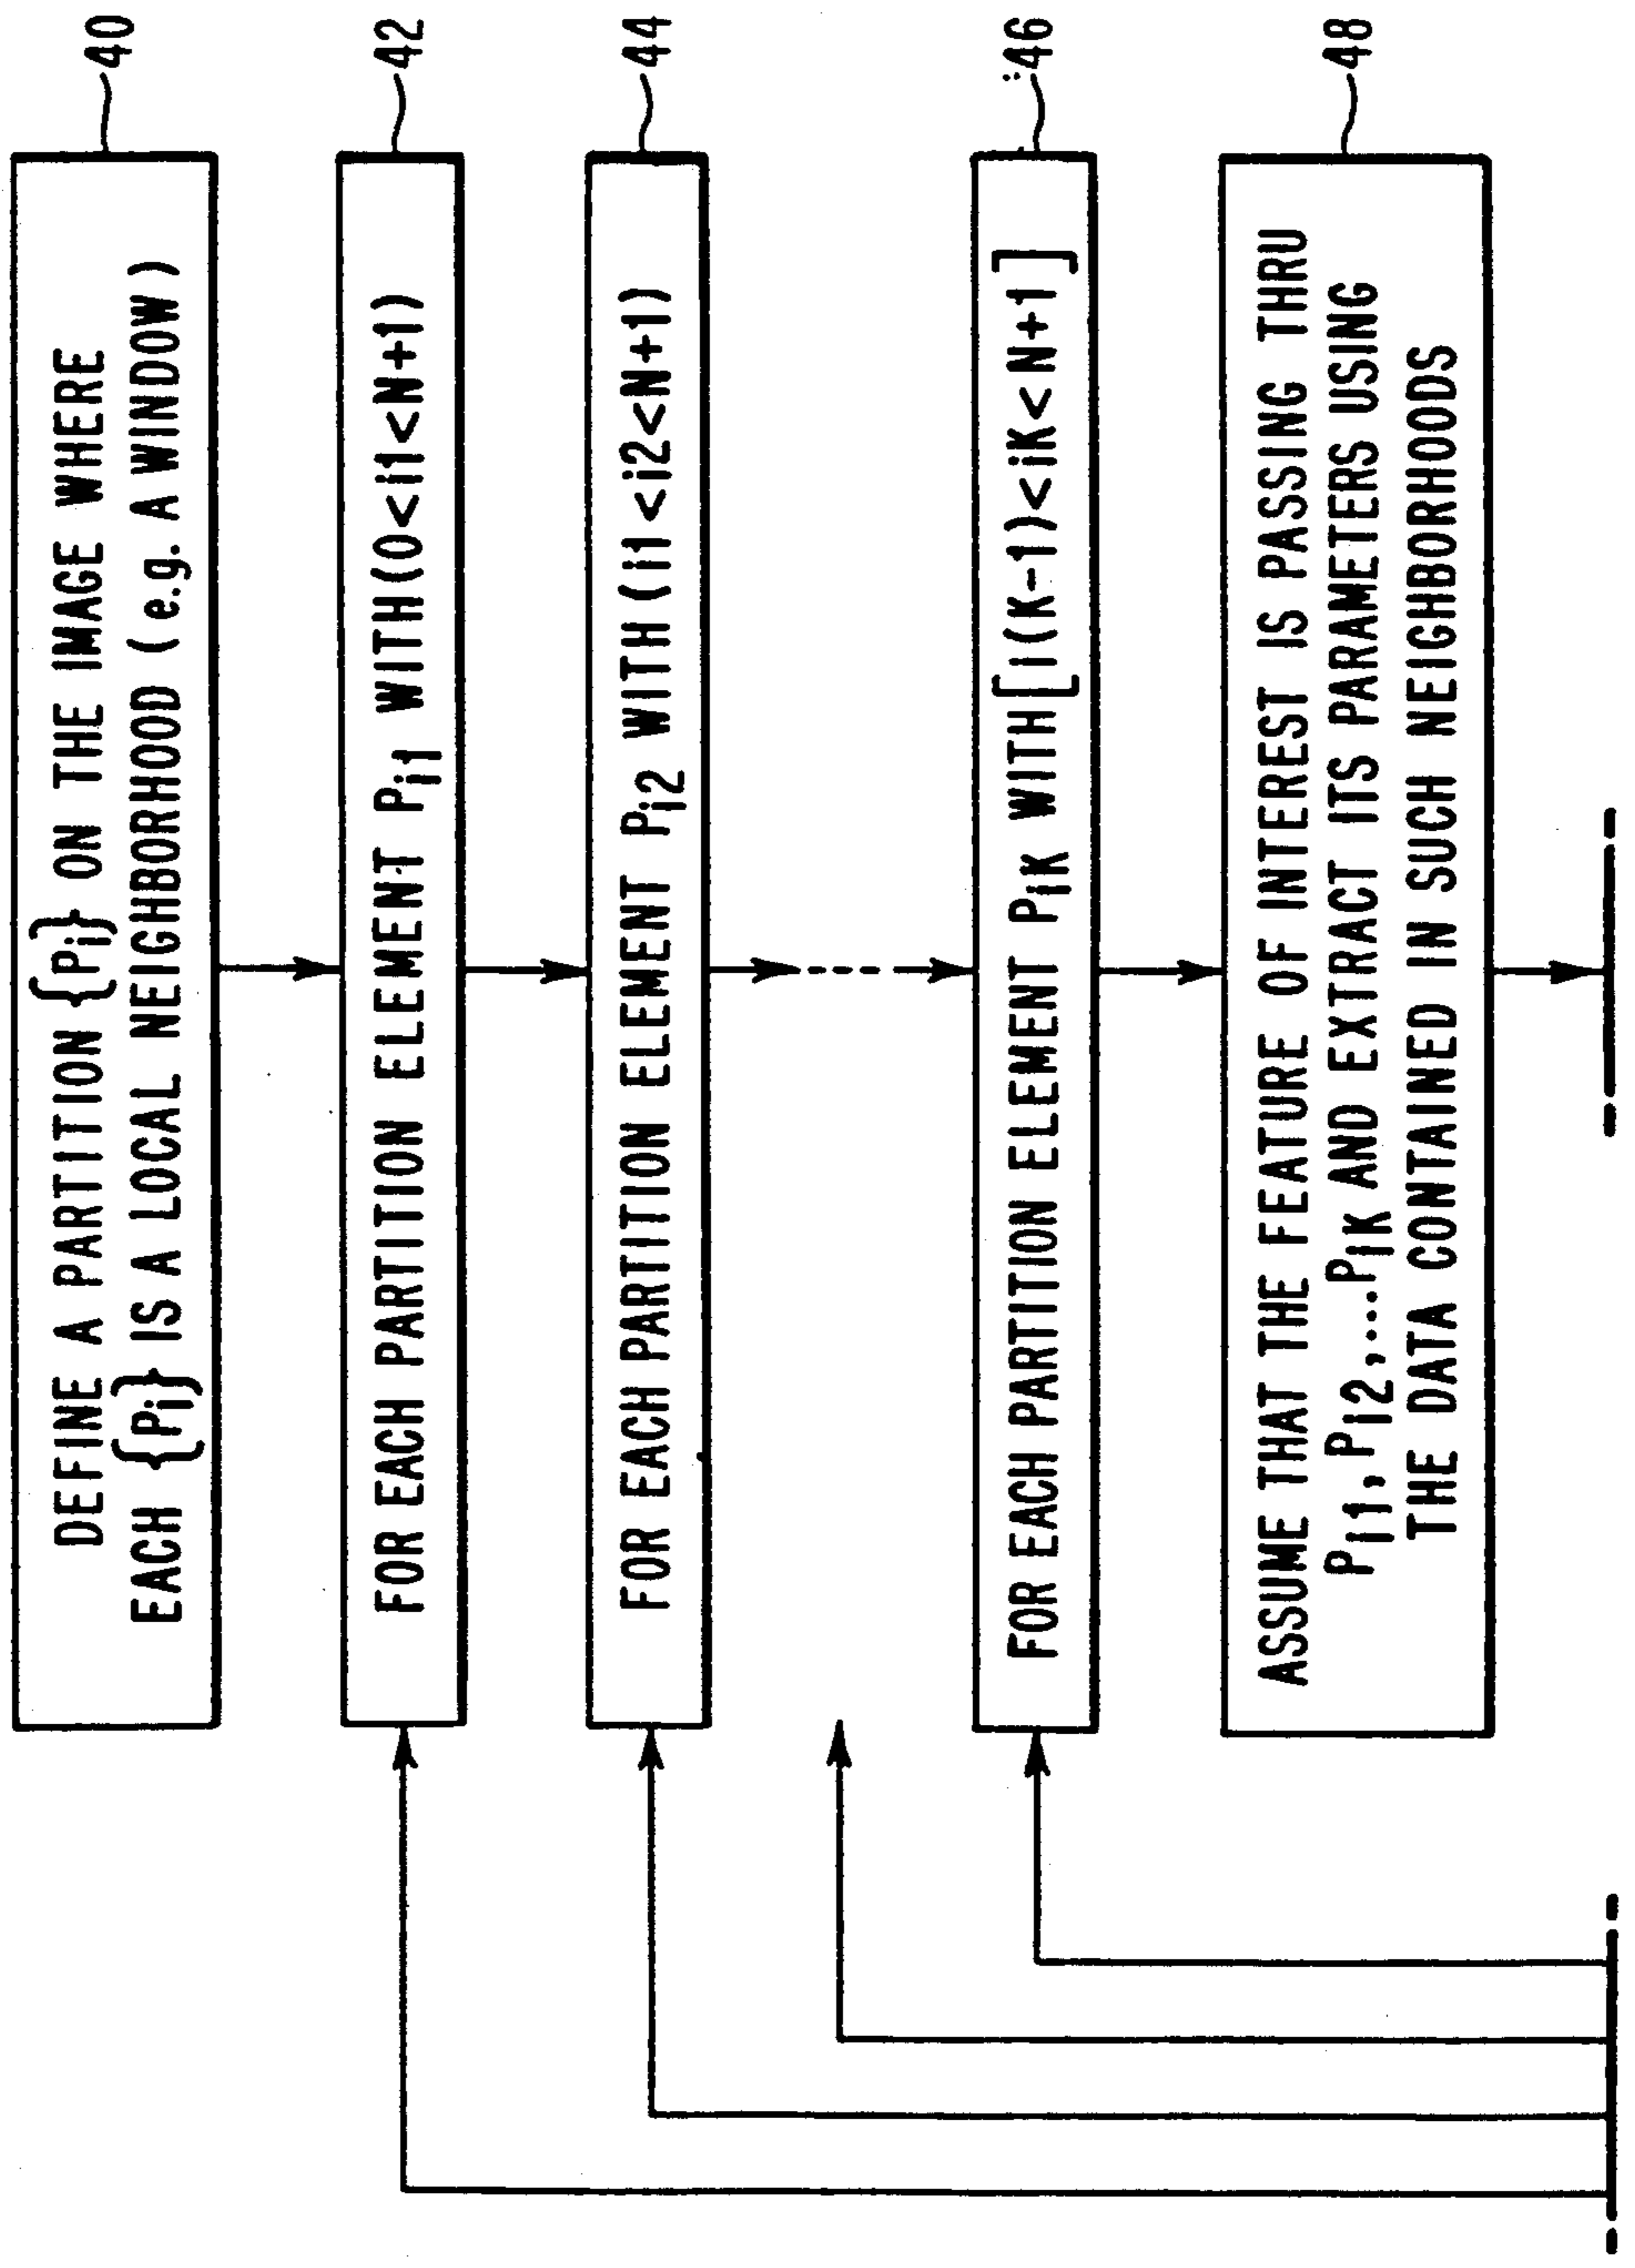 DEFINE A PARTITION {Pi} ON THE IMAGE WHERE
EACH {Pi} IS A LOCAL NEIGHBORHOOD (e.g. A WINDOW)
40
FOR EACH PARTITION ELEMENT Pi1 WITH (0<i1<N+1)
42
FOR EACH PARTITION ELEMENT Pi2 WITH (i1<i2<N+1)
44
FOR EACH PARTITION ELEMENT PiK WITH [i(K-1)<iK<N+1]
46
ASSUME THAT THE FEATURE OF INTEREST IS PASSING THRU
Pi1, Pi2,...PiK AND EXTRACT ITS PARAMETERS USING
THE DATA CONTAINED IN SUCH NEIGHBORHOODS
48